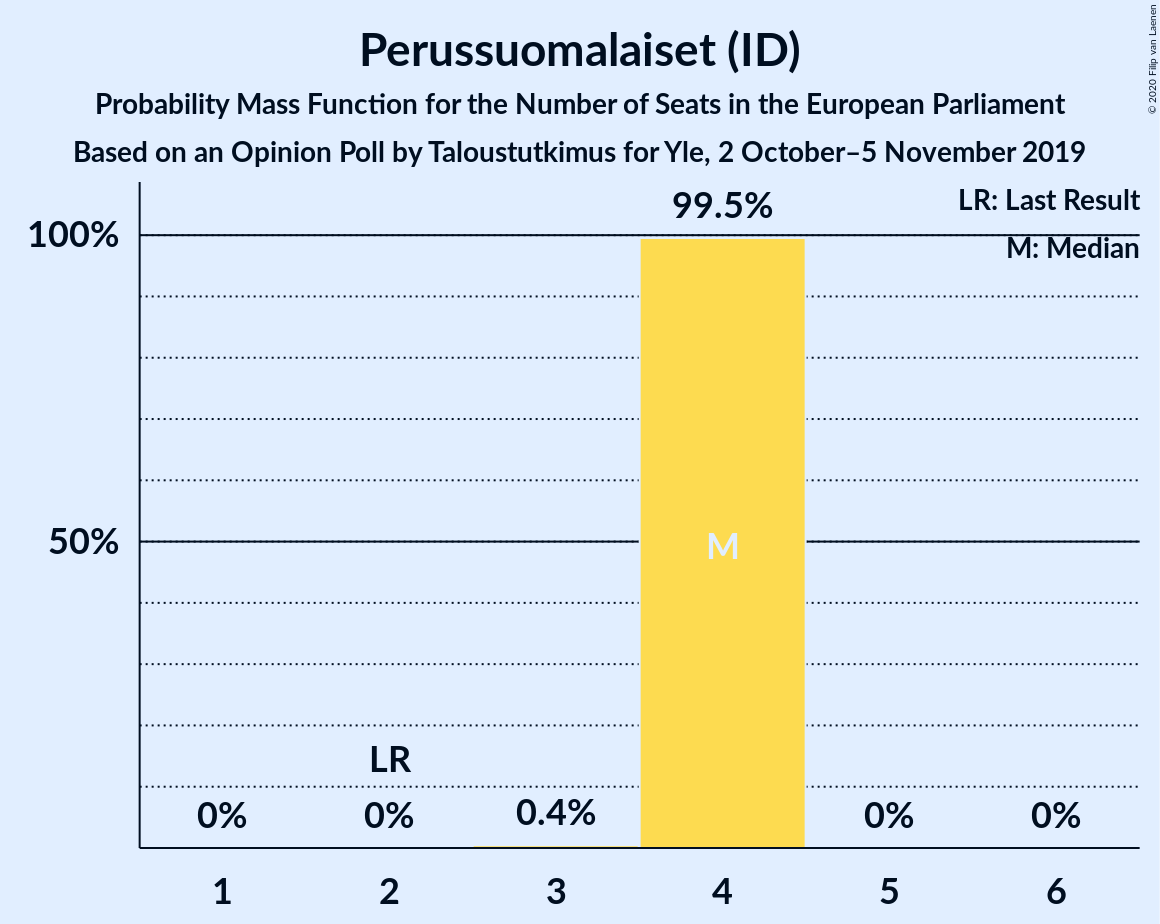 Perussuomalaiset (ID)
Probability Mass Function for the Number of Seats in the European Parliament
Based on an Opinion Poll by Taloustutkimus for Yle, 2 October–5 November 2019
© 2020 Filip van Laenen
LR: Last Result
M: Median
99.5%
100%
50%
M
LR
0%
0%
0.4%
0%
0%
1
2
3
4
5
6